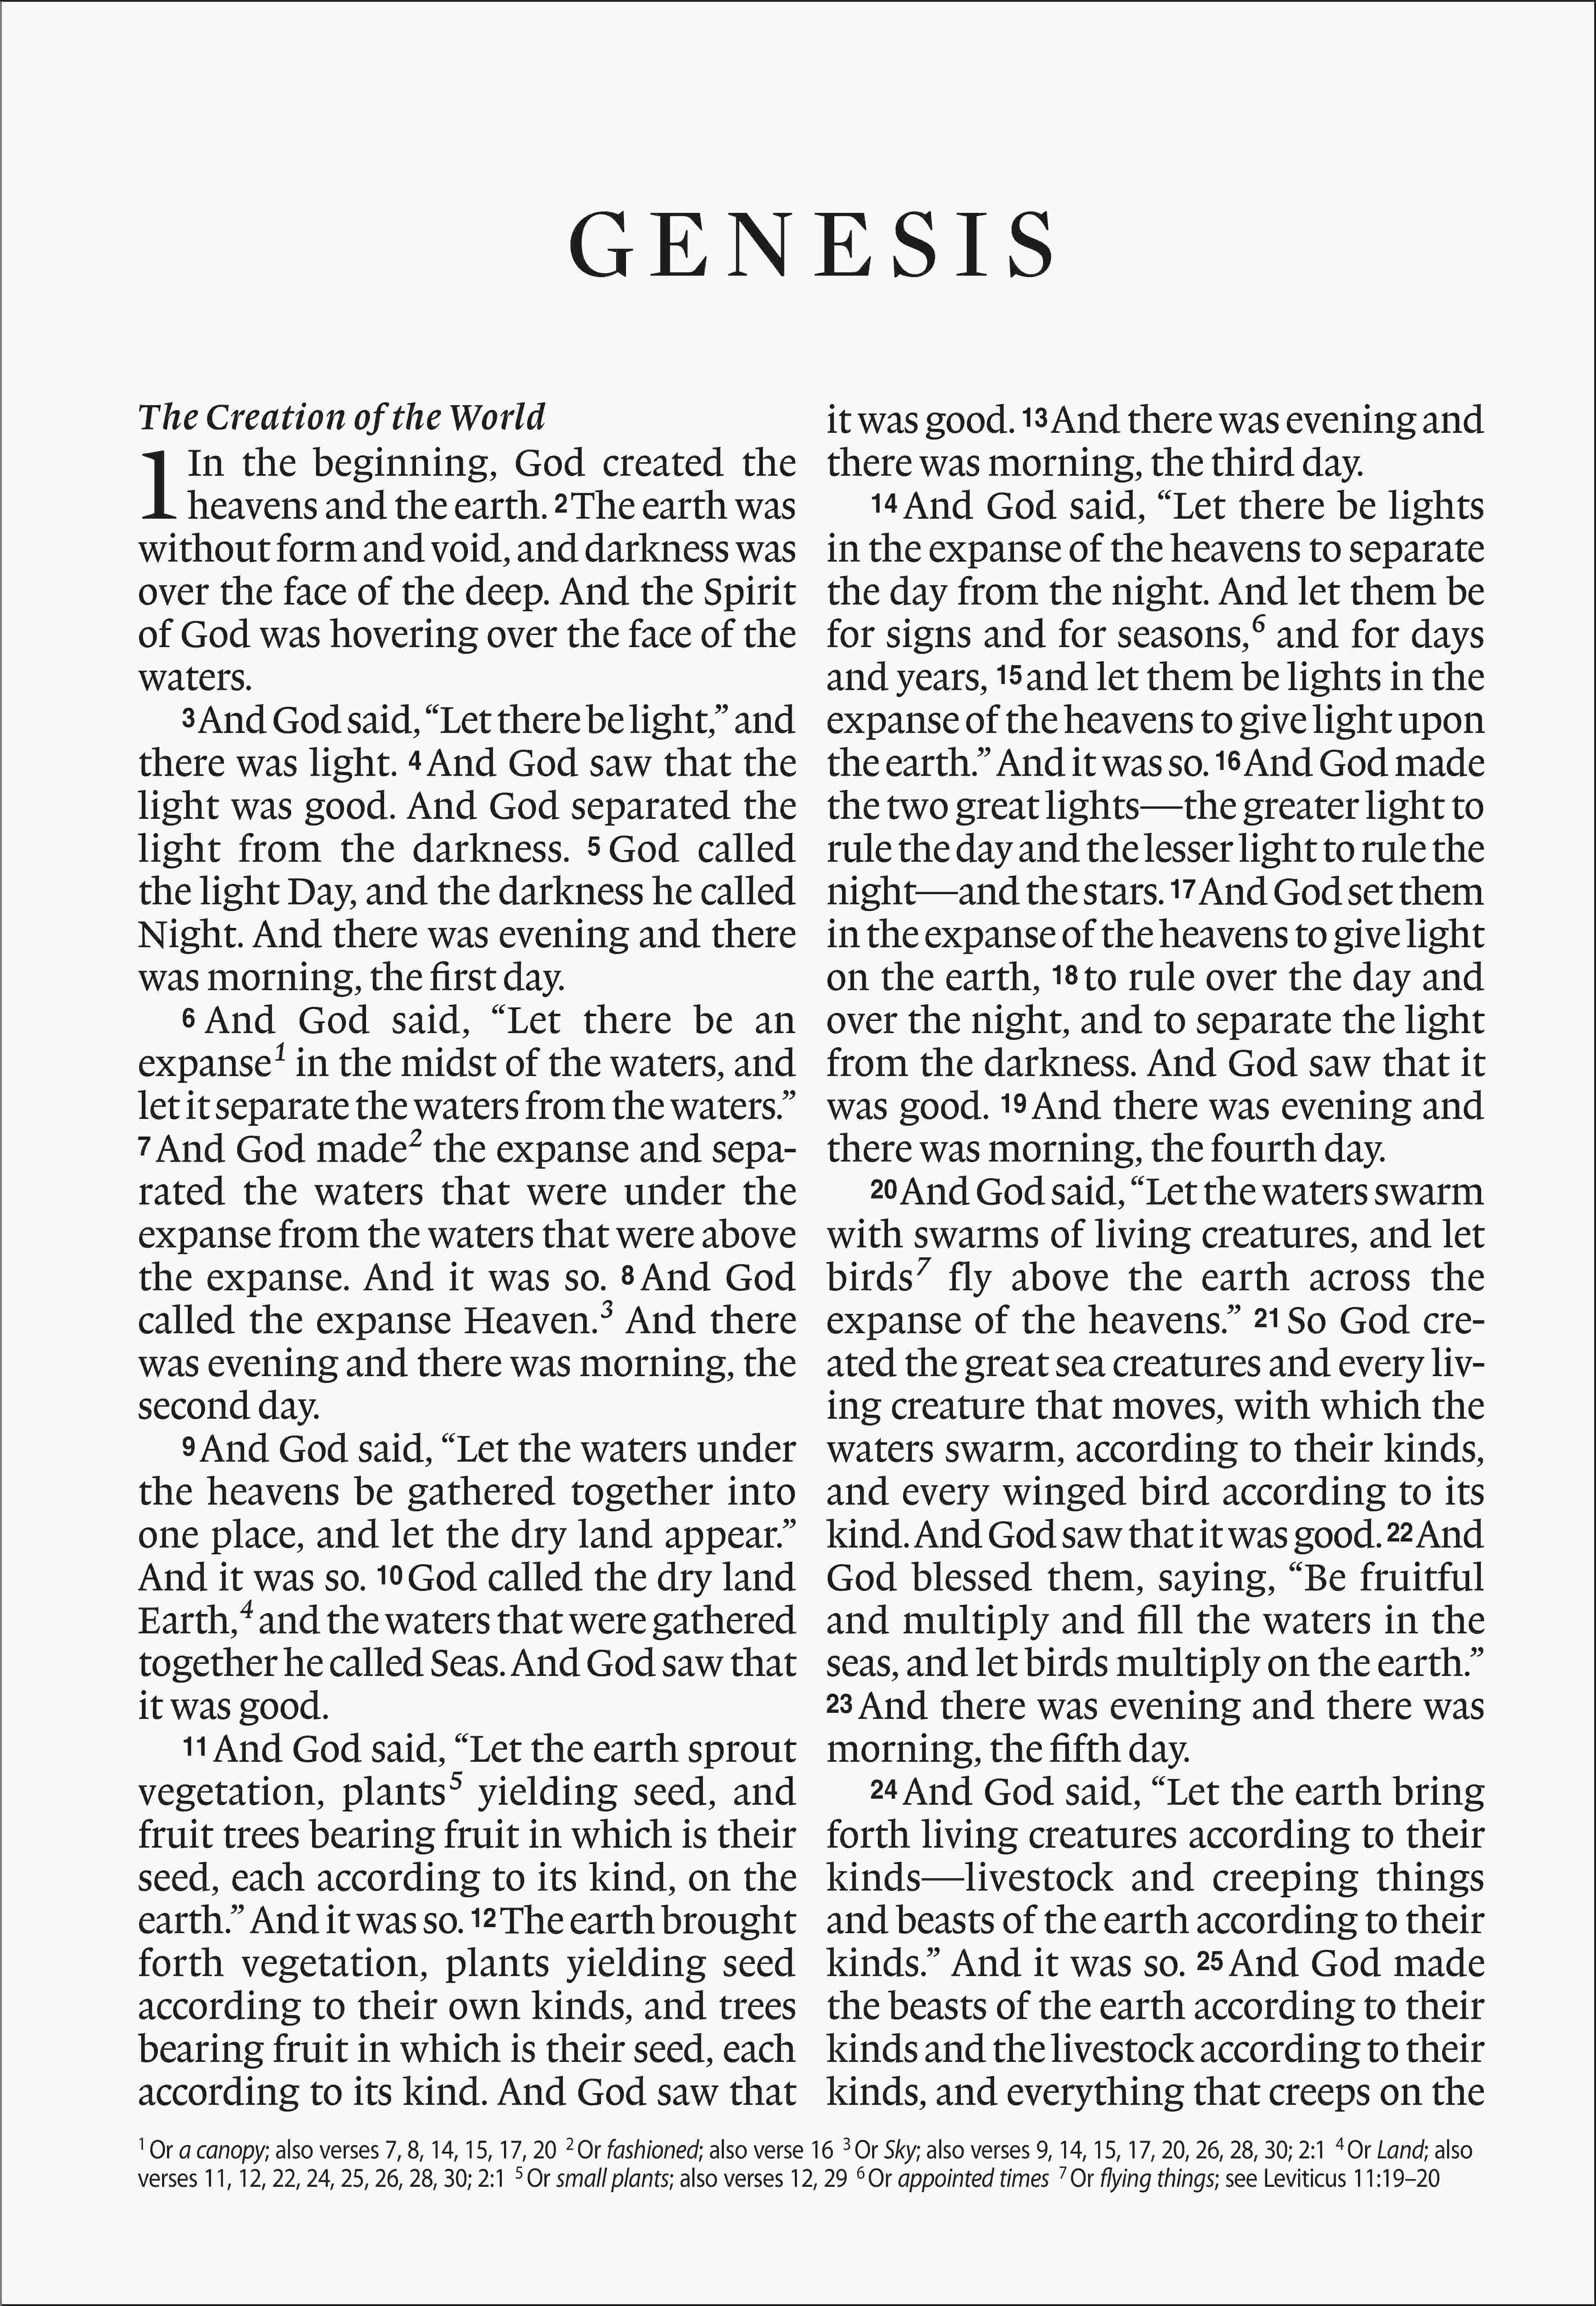 GENESIS
The Creation of the World
1 In the beginning, God created the
heavens and the earth. 2 The earth was
without form and void, and darkness was
over the face of the deep. And the Spirit
of God was hovering over the face of the
waters.
3 And God said, “Let there be light,” and
there was light. 4 And God saw that the
light was good. And God separated the
light from the darkness. 5 God called
the light Day, and the darkness he called
Night. And there was evening and there
was morning, the first day.
6 And God said, “Let there be an
expanse1 in the midst of the waters, and
let it separate the waters from the waters.”
7 And God made2 the expanse and sepa-
rated the waters that were under the
expanse from the waters that were above
the expanse. And it was so. 8 And God
called the expanse Heaven.3 And there
was evening and there was morning, the
second day.
9 And God said, “Let the waters under
the heavens be gathered together into
one place, and let the dry land appear.”
And it was so. 10 God called the dry land
Earth,4 and the waters that were gathered
together he called Seas. And God saw that
it was good.
11 And God said, “Let the earth sprout
vegetation, plants5 yielding seed, and
fruit trees bearing fruit in which is their
seed, each according to its kind, on the
earth.” And it was so. 12 The earth brought
forth vegetation, plants yielding seed
according to their own kinds, and trees
bearing fruit in which is their seed, each
according to its kind. And God saw that
it was good. 13 And there was evening and
there was morning, the third day.
14 And God said, “Let there be lights
in the expanse of the heavens to separate
the day from the night. And let them be
for signs and for seasons,6 and for days
and years, 15 and let them be lights in the
expanse of the heavens to give light upon
the earth.” And it was so. 16 And God made
the two great lights—the greater light to
rule the day and the lesser light to rule the
night—and the stars. 17 And God set them
in the expanse of the heavens to give light
on the earth, 18 to rule over the day and
over the night, and to separate the light
from the darkness. And God saw that it
was good. 19 And there was evening and
there was morning, the fourth day.
20 And God said, “Let the waters swarm
with swarms of living creatures, and let
birds7 fly above the earth across the
expanse of the heavens.” 21 So God cre-
ated the great sea creatures and every liv-
ing creature that moves, with which the
waters swarm, according to their kinds,
and every winged bird according to its
kind. And God saw that it was good. 22 And
God blessed them, saying, “Be fruitful
and multiply and fill the waters in the
seas, and let birds multiply on the earth.”
23 And there was evening and there was
morning, the fifth day.
24 And God said, “Let the earth bring
forth living creatures according to their
kinds—livestock and creeping things
and beasts of the earth according to their
kinds.” And it was so. 25 And God made
the beasts of the earth according to their
kinds and the livestock according to their
kinds, and everything that creeps on the
1 Or a canopy; also verses 7, 8, 14, 15, 17, 20 2 Or fashioned; also verse 16 3 Or Sky; also verses 9, 14, 15, 17, 20, 26, 28, 30; 2:1 4 Or Land; also
verses 11, 12, 22, 24, 25, 26, 28, 30; 2:1 5 Or small plants; also verses 12, 29 6 Or appointed times 7 Or flying things; see Leviticus 11:19–20